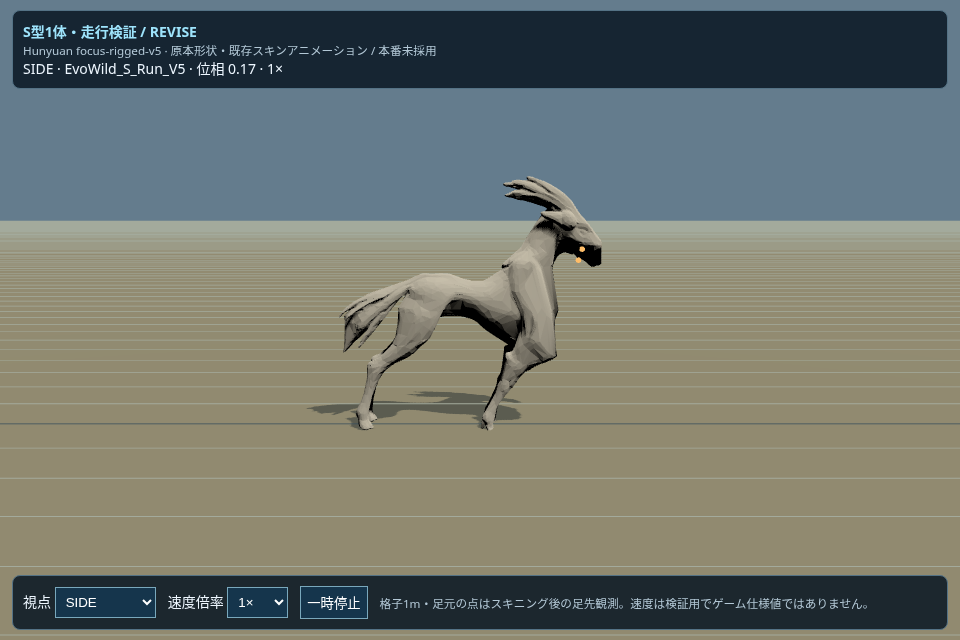 S型1体・走行検証 / REVISE
Hunyuan focus-rigged-v5 · 原本形状・既存スキンアニメーション / 本番未採用
SIDE · EvoWild_S_Run_V5 · 位相 0.17 · 1×
視点 SIDE 速度倍率 1× 一時停止 格子1m・足元の点はスキニング後の足先観測。速度は検証用でゲーム仕様値ではありません。